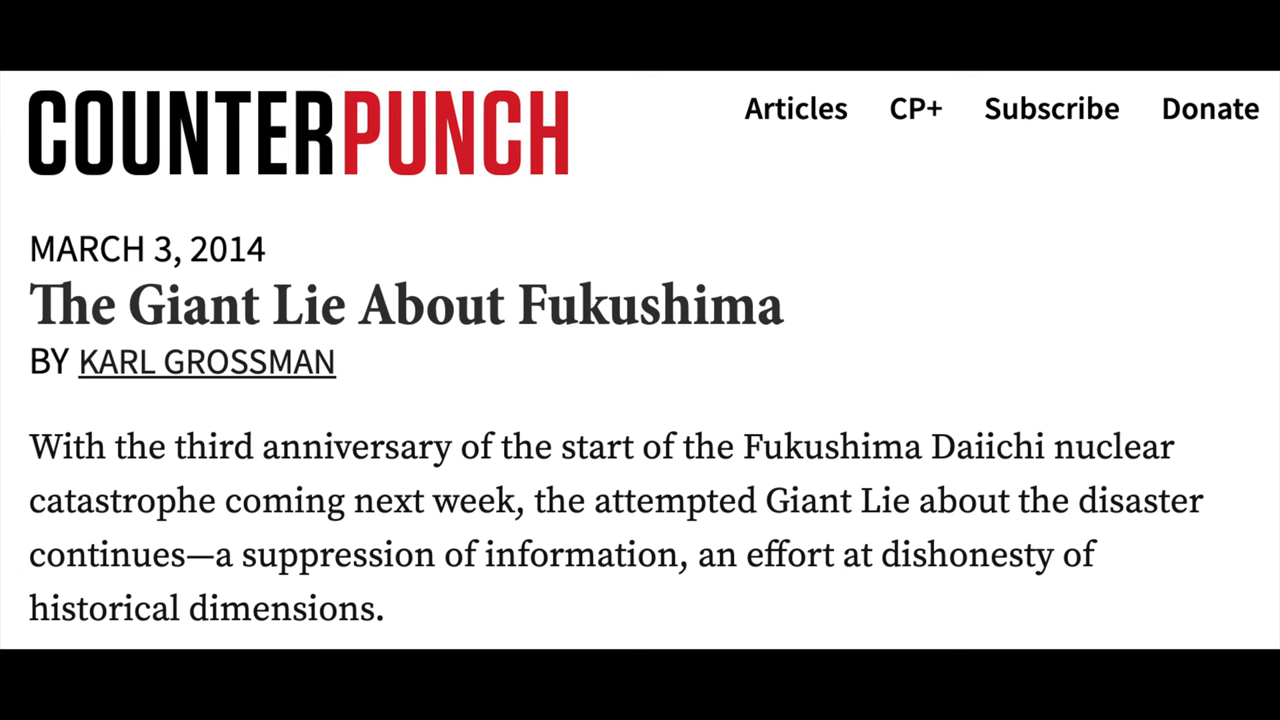 COUNTERPUNCH
Articles CP+ Subscribe Donate
MARCH 3, 2014
The Giant Lie About Fukushima
BY KARL GROSSMAN
With the third anniversary of the start of the Fukushima Daiichi nuclear
catastrophe coming next week, the attempted Giant Lie about the disaster
continues—a suppression of information, an effort at dishonesty of
historical dimensions.